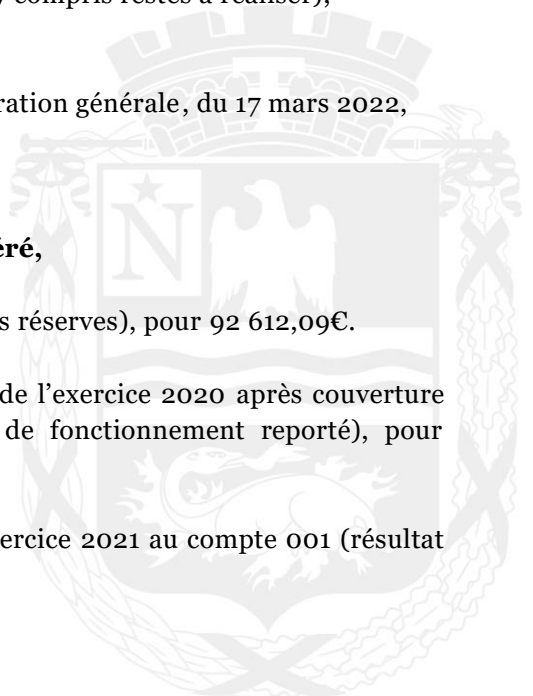 y compris restes à réaliser),
ration générale, du 17 mars 2022,
N
éré,
s réserves), pour 92 612,09€.
de l’exercice 2020 après couverture
de fonctionnement reporté), pour
ercice 2021 au compte 001 (résultat